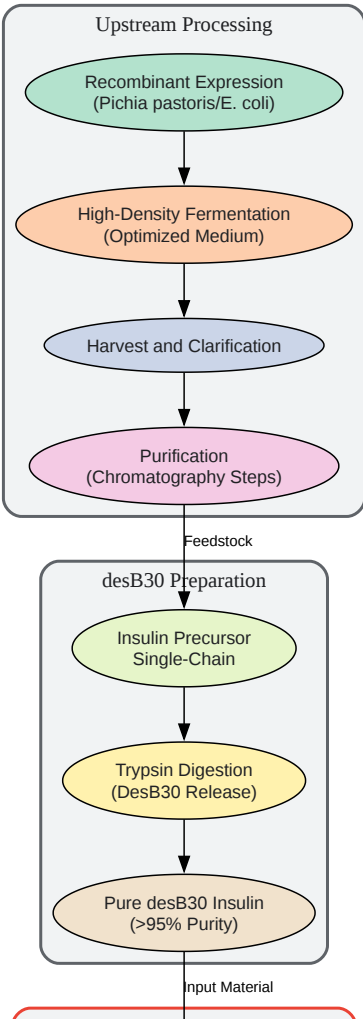 Upstream Processing
Recombinant Expression
(Pichia pastoris/E. coli)
High-Density Fermentation
(Optimized Medium)
Harvest and Clarification
Purification
(Chromatography Steps)
Feedstock
desB30 Preparation
Insulin Precursor
Single-Chain
Trypsin Digestion
(DesB30 Release)
Pure desB30 Insulin
(>95% Purity)
Input Material